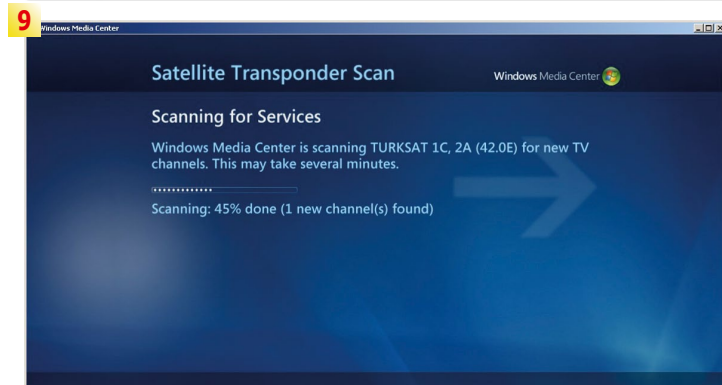 9
Windows Media Center
Satellite Transponder Scan
Windows Media Center
Scanning for Services
Windows Media Center is scanning TURKSAT 1C, 2A (42.0E) for new TV
channels. This may take several minutes.
Scanning: 45% done (1 new channel(s) found)